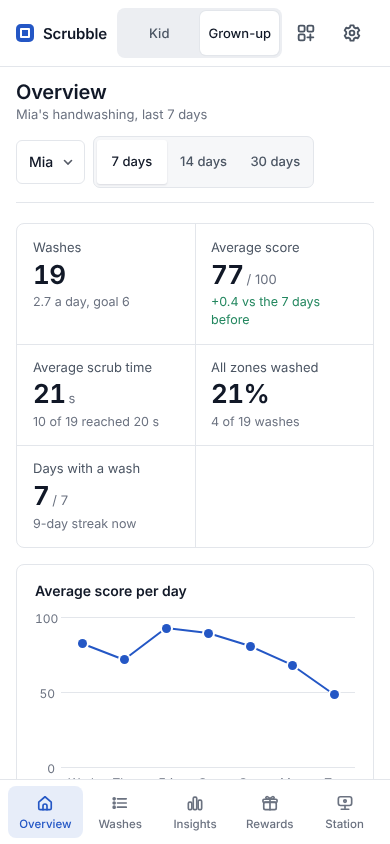 Scrubble
Kid
Grown-up
Overview
Mia's handwashing, last 7 days
Mia
7 days
14 days
30 days
Washes
19
2.7 a day, goal 6
Average score
77 / 100
+0.4 vs the 7 days
before
Average scrub time
21 s
10 of 19 reached 20 s
All zones washed
21%
4 of 19 washes
Days with a wash
7 / 7
9-day streak now
Average score per day
100
50
0
Overview
Washes
Insights
Rewards
Station